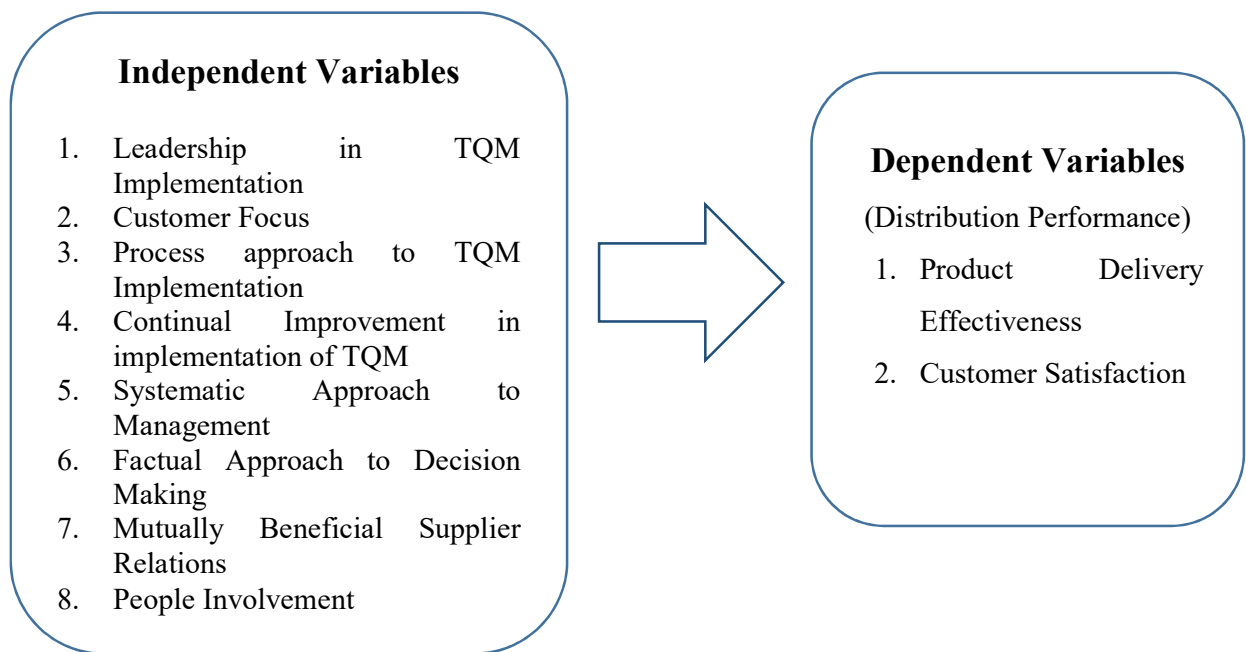 Independent Variables
1. Leadership in TQM
Implementation
2. Customer Focus
3. Process approach to TQM
Implementation
4. Continual Improvement in
implementation of TQM
5. Systematic Approach to
Management
6. Factual Approach to Decision
Making
7. Mutually Beneficial Supplier
Relations
8. People Involvement
Dependent Variables
(Distribution Performance)
1. Product Delivery
Effectiveness
2. Customer Satisfaction